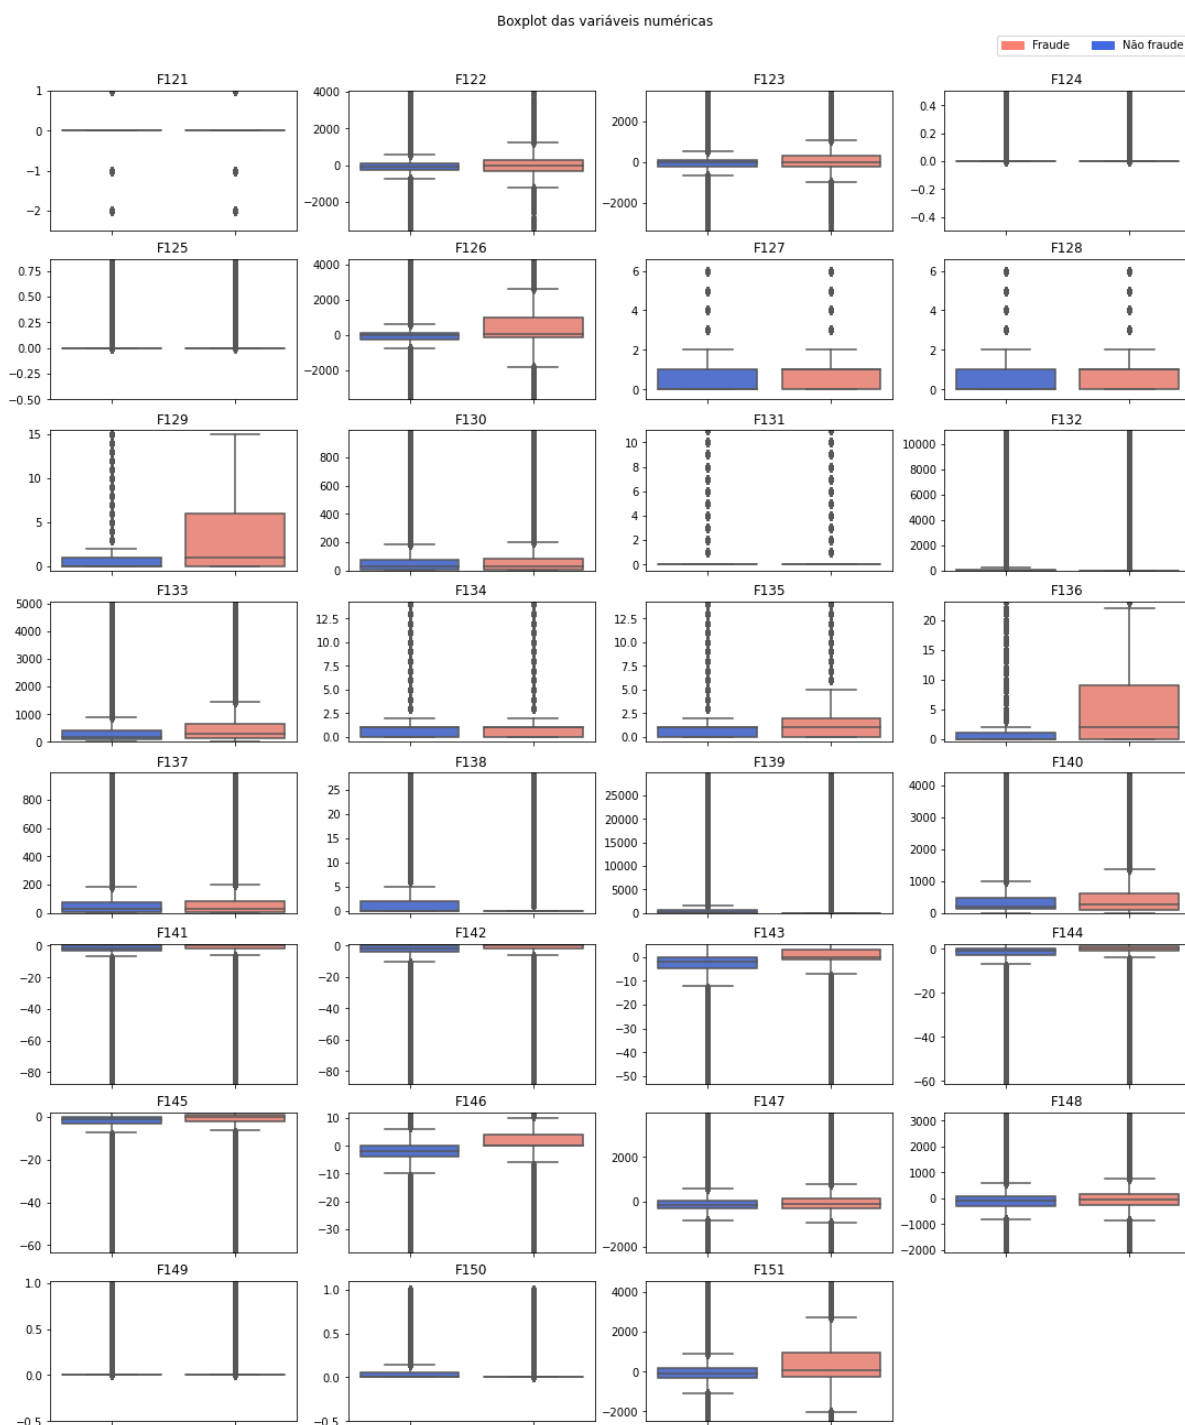 Boxplot das variáveis numéricas
Fraude Não fraude
F121 F122 F123 F124
1 0 −1 −2
4000 2000 0 −2000
2000 0 −2000
0.4 0.2 0.0 −0.2 −0.4
F125 F126 F127 F128
0.75 0.50 0.25 0.00 −0.25 −0.50
4000 2000 0 −2000
6 4 2 0
6 4 2 0
F129 F130 F131 F132
15 10 5 0
800 600 400 200 0
10 8 6 4 2 0
10000 8000 6000 4000 2000 0
F133 F134 F135 F136
5000 4000 3000 2000 1000 0
12.5 10.0 7.5 5.0 2.5 0.0
12.5 10.0 7.5 5.0 2.5 0.0
20 15 10 5 0
F137 F138 F139 F140
800 600 400 200 0
25 20 15 10 5 0
25000 20000 15000 10000 5000 0
4000 3000 2000 1000 0
F141 F142 F143 F144
0 −20 −40 −60 −80
0 −20 −40 −60 −80
0 −10 −20 −30 −40 −50
0 −20 −40 −60
F145 F146 F147 F148
0 −20 −40 −60
10 0 −10 −20 −30
2000 0 −2000
3000 2000 1000 0 −1000 −2000
F149 F150 F151
1.0 0.5 0.0 −0.5
1.0 0.5 0.0 −0.5
4000 2000 0 −2000